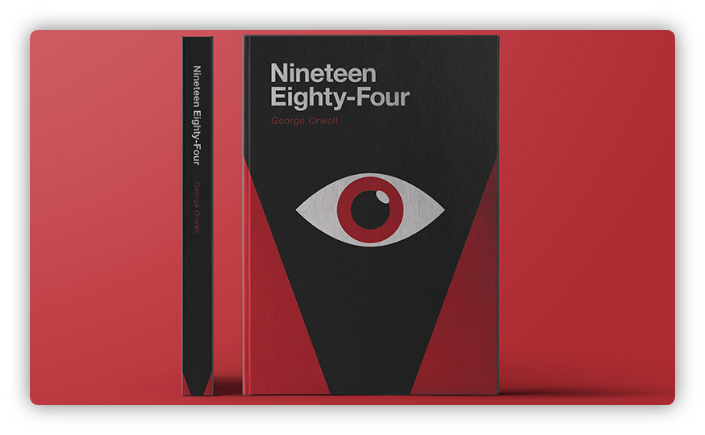 Nineteen Eighty-Four
George Orwell
Nineteen
Eighty-Four
George Orwell